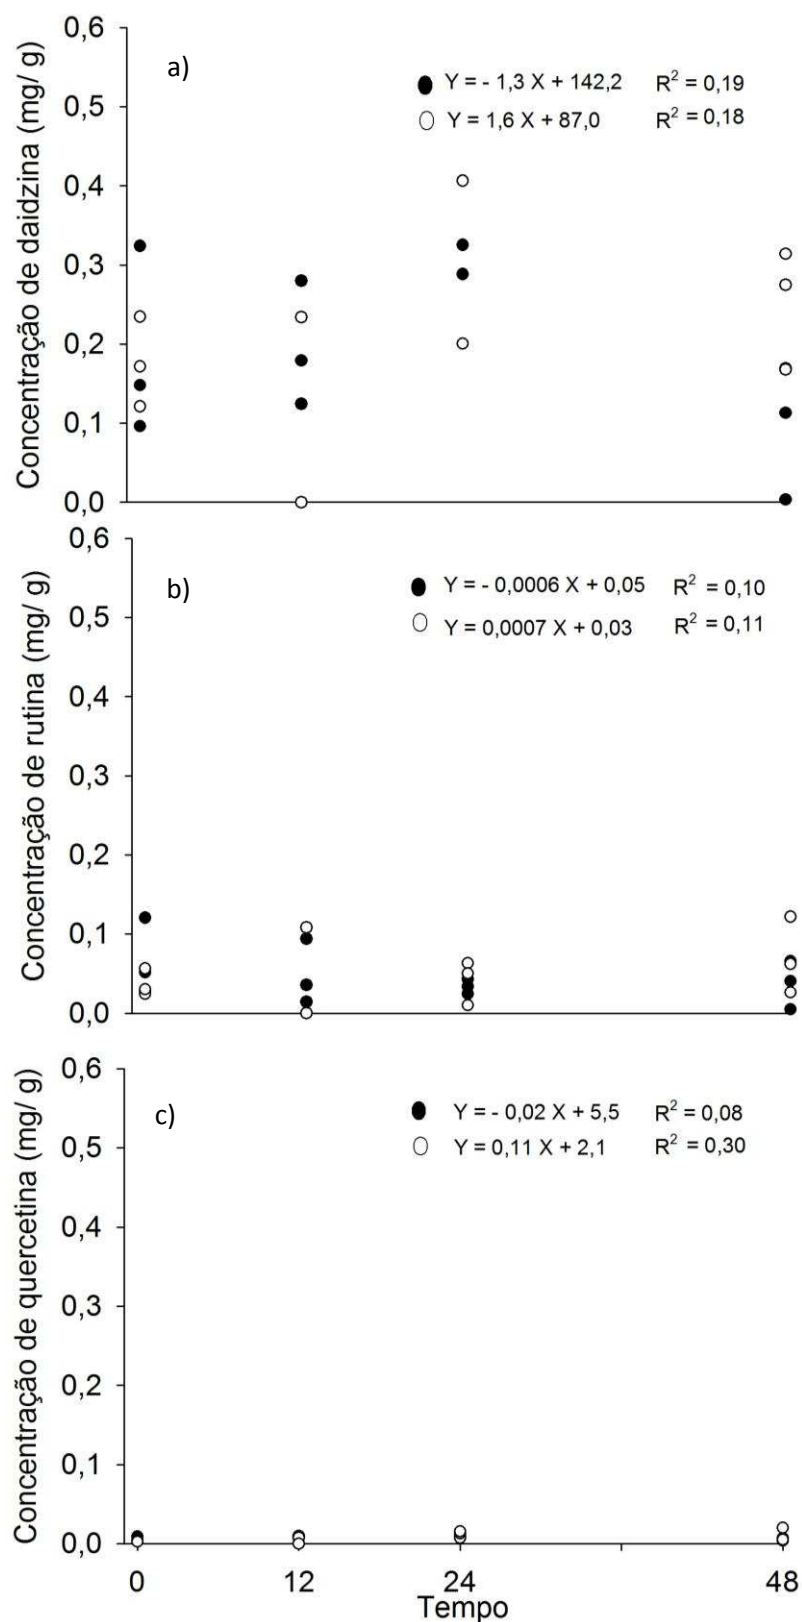 Concentração de daidzina (mg/ g)
0,6
0,5
0,4
0,3
0,2
0,1
0,0
a)
Y = - 1,3 X + 142,2 R² = 0,19
Y = 1,6 X + 87,0 R² = 0,18
Concentração de rutina (mg/ g)
0,6
0,5
0,4
0,3
0,2
0,1
0,0
b)
Y = - 0,0006 X + 0,05 R² = 0,10
Y = 0,0007 X + 0,03 R² = 0,11
Concentração de quercetina (mg/ g)
0,6
0,5
0,4
0,3
0,2
0,1
0,0
c)
Y = - 0,02 X + 5,5 R² = 0,08
Y = 0,11 X + 2,1 R² = 0,30
0 12 24 48
Tempo